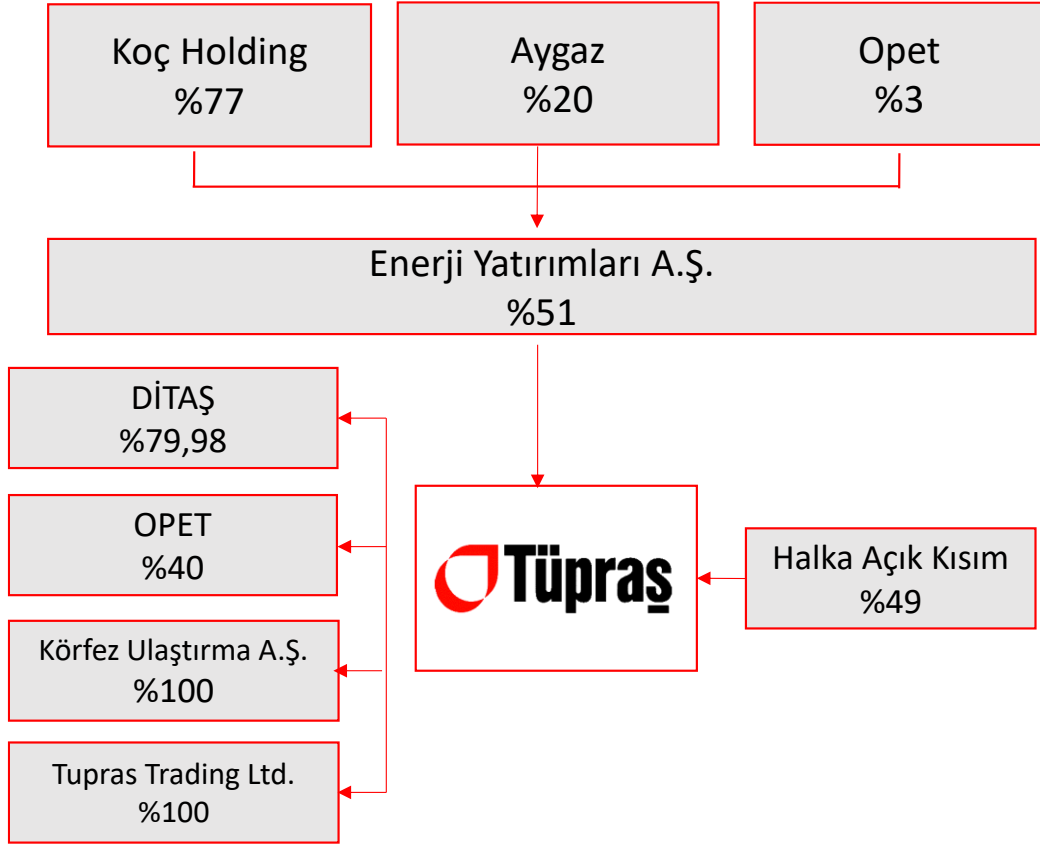 Koç Holding
%77
Aygaz
%20
Opet
%3
Enerji Yatırımları A.Ş.
%51
DİTAŞ
%79,98
OPET
%40
Körfez Ulaştırma A.Ş.
%100
Tupras Trading Ltd.
%100
Tüpraş
Halka Açık Kısım
%49